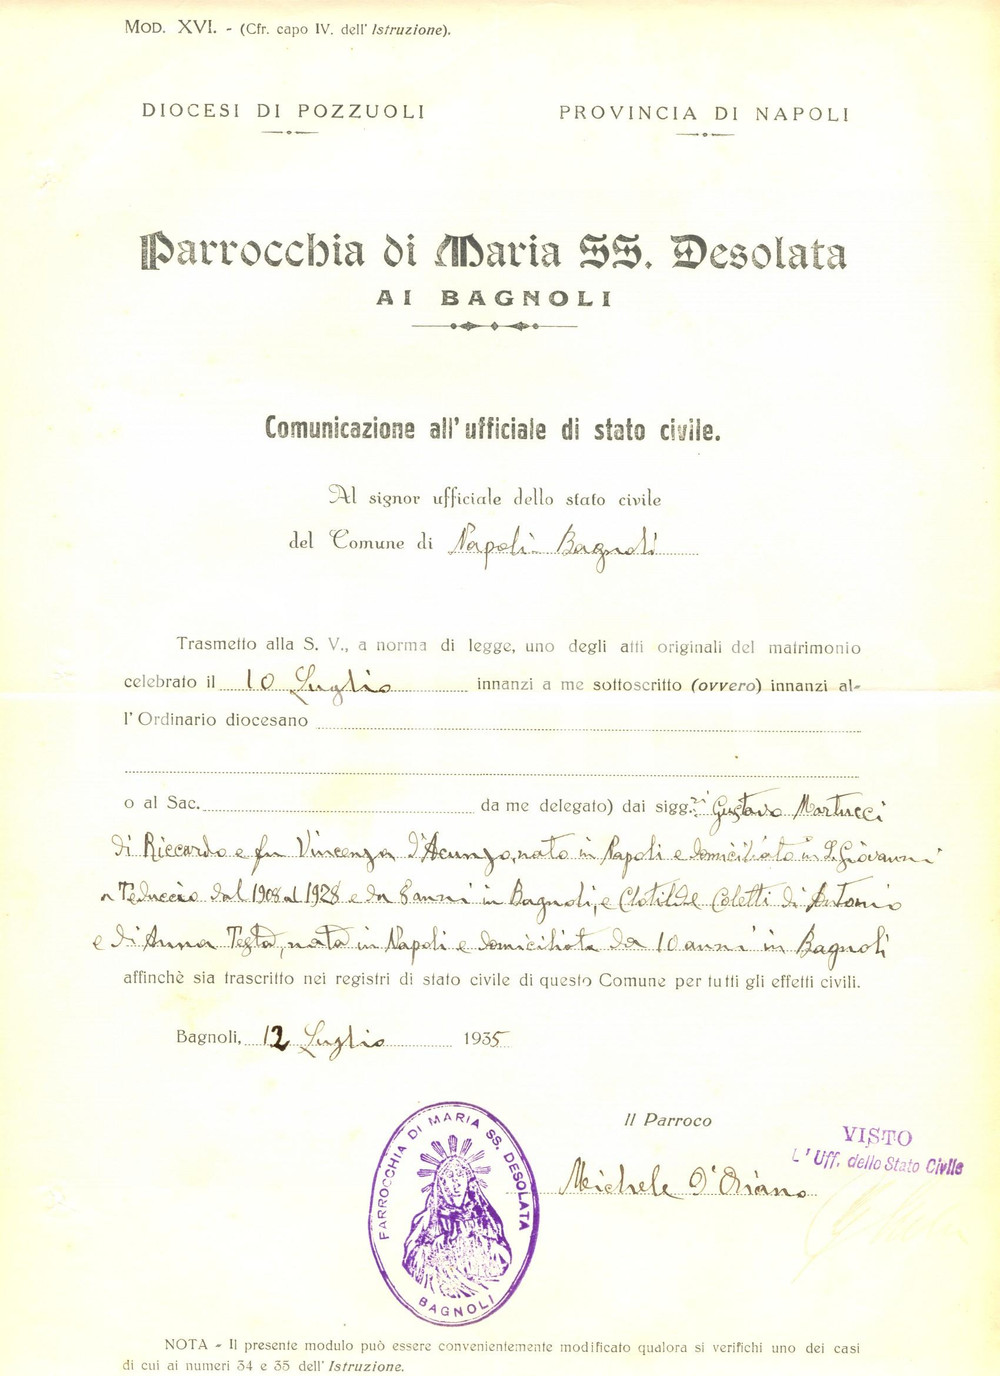 MOD. XVI. - (Cfr. capo IV. dell' Istruzione).
DIOCESI DI POZZUOLI
PROVINCIA DI NAPOLI
Parrocchia di Maria SS. Desolata
AI BAGNOLI
Comunicazione all'ufficiale di stato civile.
Al signor ufficiale dello stato civile
del Comune di Napoli - Bagnoli
Trasmetto alla S. V., a norma di legge, uno degli atti originali del matrimonio
celebrato il 10 Luglio innanzi a me sottoscritto (ovvero) innanzi al-
l'Ordinario diocesano
o al Sac. da me delegato) dai sigg.ri Gustavo Martucci
di Riccardo e fu Vincenza d'Acunzo, nato in Napoli e domiciliato in S. Giovanni
a Teduccio dal 1908 al 1928 e da 8 anni in Bagnoli, e Clotilde Coletti di Antonio
e di Anna Testa, nata in Napoli e domiciliata da 10 anni in Bagnoli
affinchè sia trascritto nei registri di stato civile di questo Comune per tutti gli effetti civili.
Bagnoli, 12 Luglio 1935
Il Parroco
Michele D'Oriano
VISTO
L'Uff. dello Stato Civile
PARROCCHIA DI MARIA SS. DESOLATA
BAGNOLI
NOTA - Il presente modulo può essere convenientemente modificato qualora si verifichi uno dei casi
di cui ai numeri 34 e 35 dell' Istruzione.